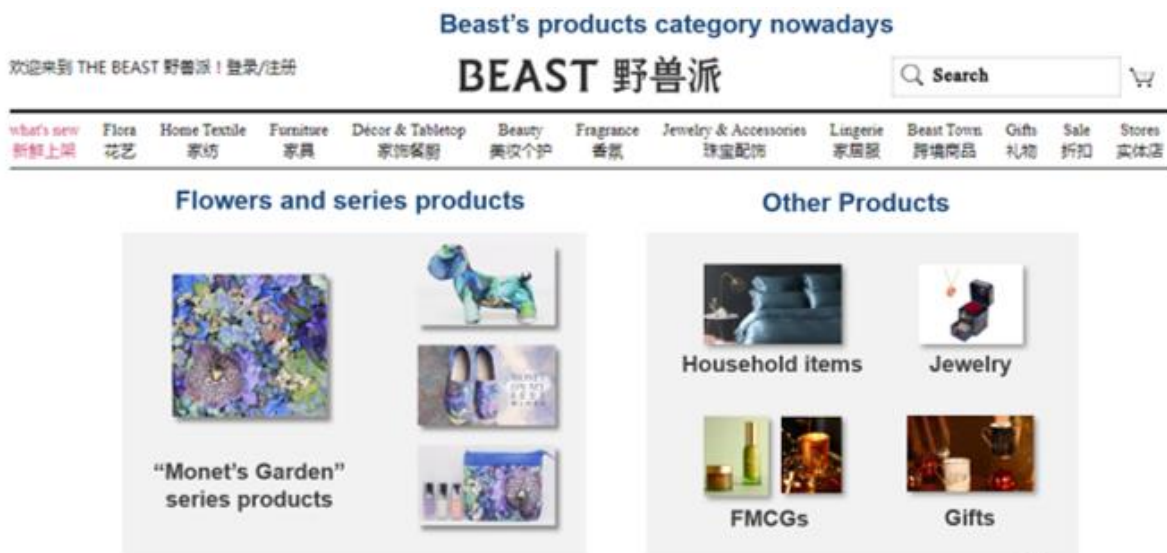 Beast’s products category nowadays
欢迎来到 THE BEAST 野兽派！登录/注册
BEAST 野兽派
Search
what's new Flora Home Textile Furniture Décor & Tabletop Beauty Fragrance Jewelry & Accessories Lingerie Beast Town Gifts Sale Stores
新鲜上架 花艺 家纺 家具 家饰餐厨 美妆个护 香氛 珠宝配饰 家居服 跨境商品 礼物 折扣 实体店
Flowers and series products
Other Products
“Monet’s Garden”
series products
Household items
Jewelry
FMCGs
Gifts